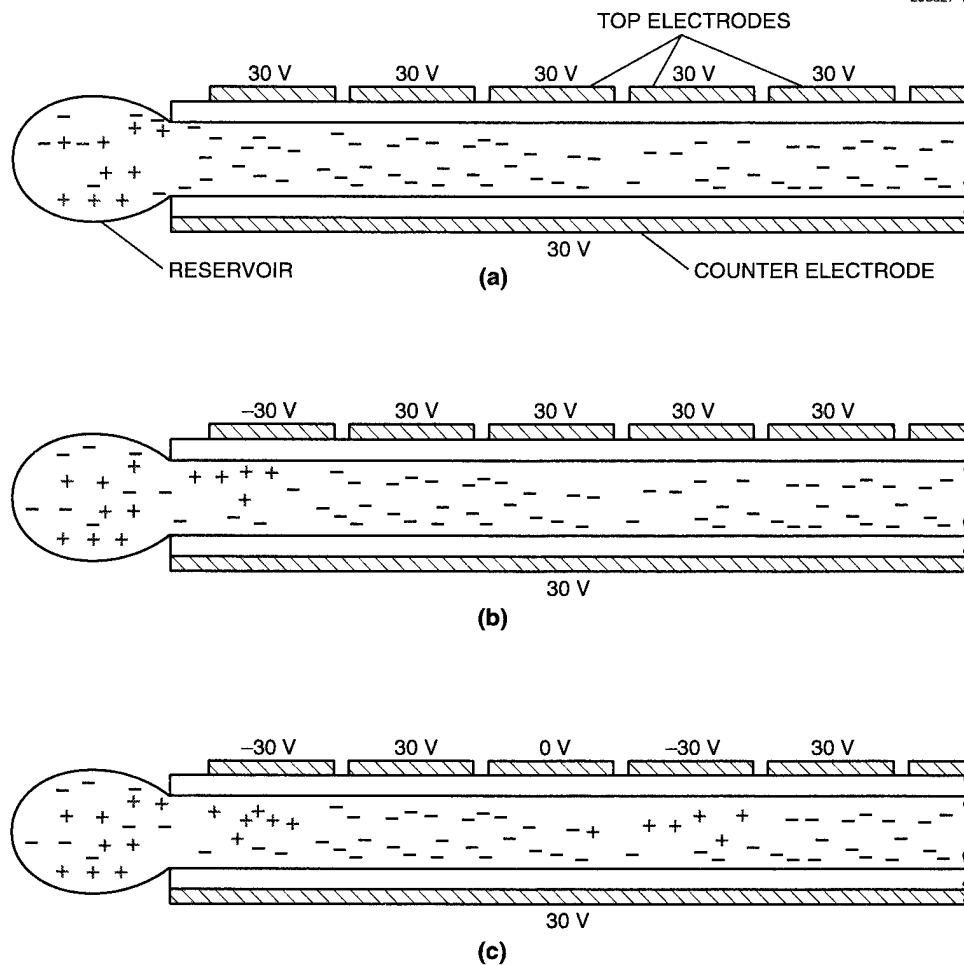 TOP ELECTRODES
30 V 30 V 30 V 30 V 30 V
30 V
RESERVOIR
COUNTER ELECTRODE
(a)
–30 V 30 V 30 V 30 V 30 V
30 V
(b)
–30 V 30 V 0 V –30 V 30 V
30 V
(c)